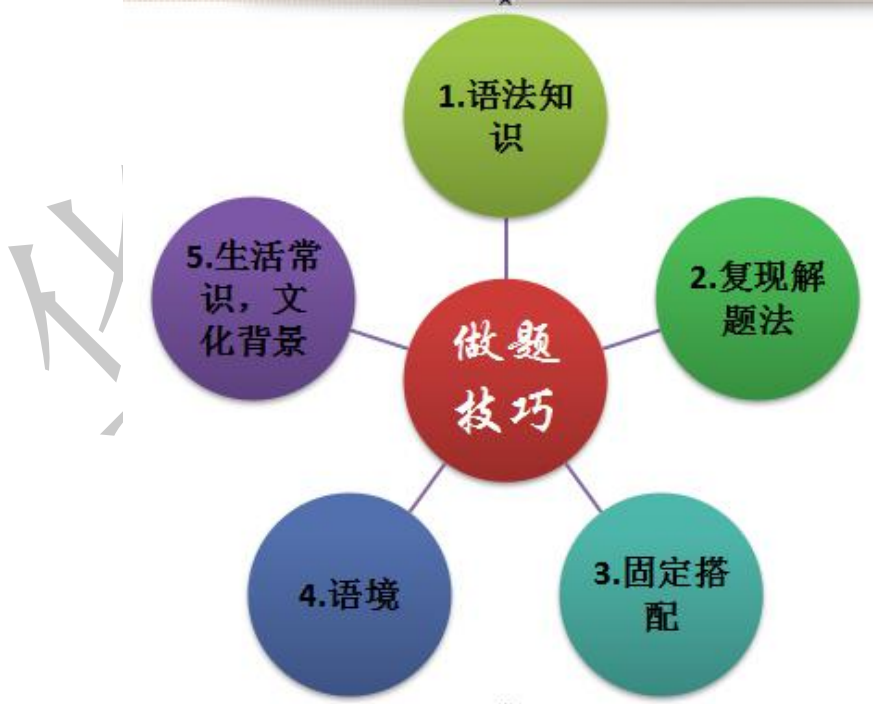 1.语法知
识
2.复现解
题法
3.固定搭
配
4.语境
5.生活常
识，文
化背景
做题
技巧